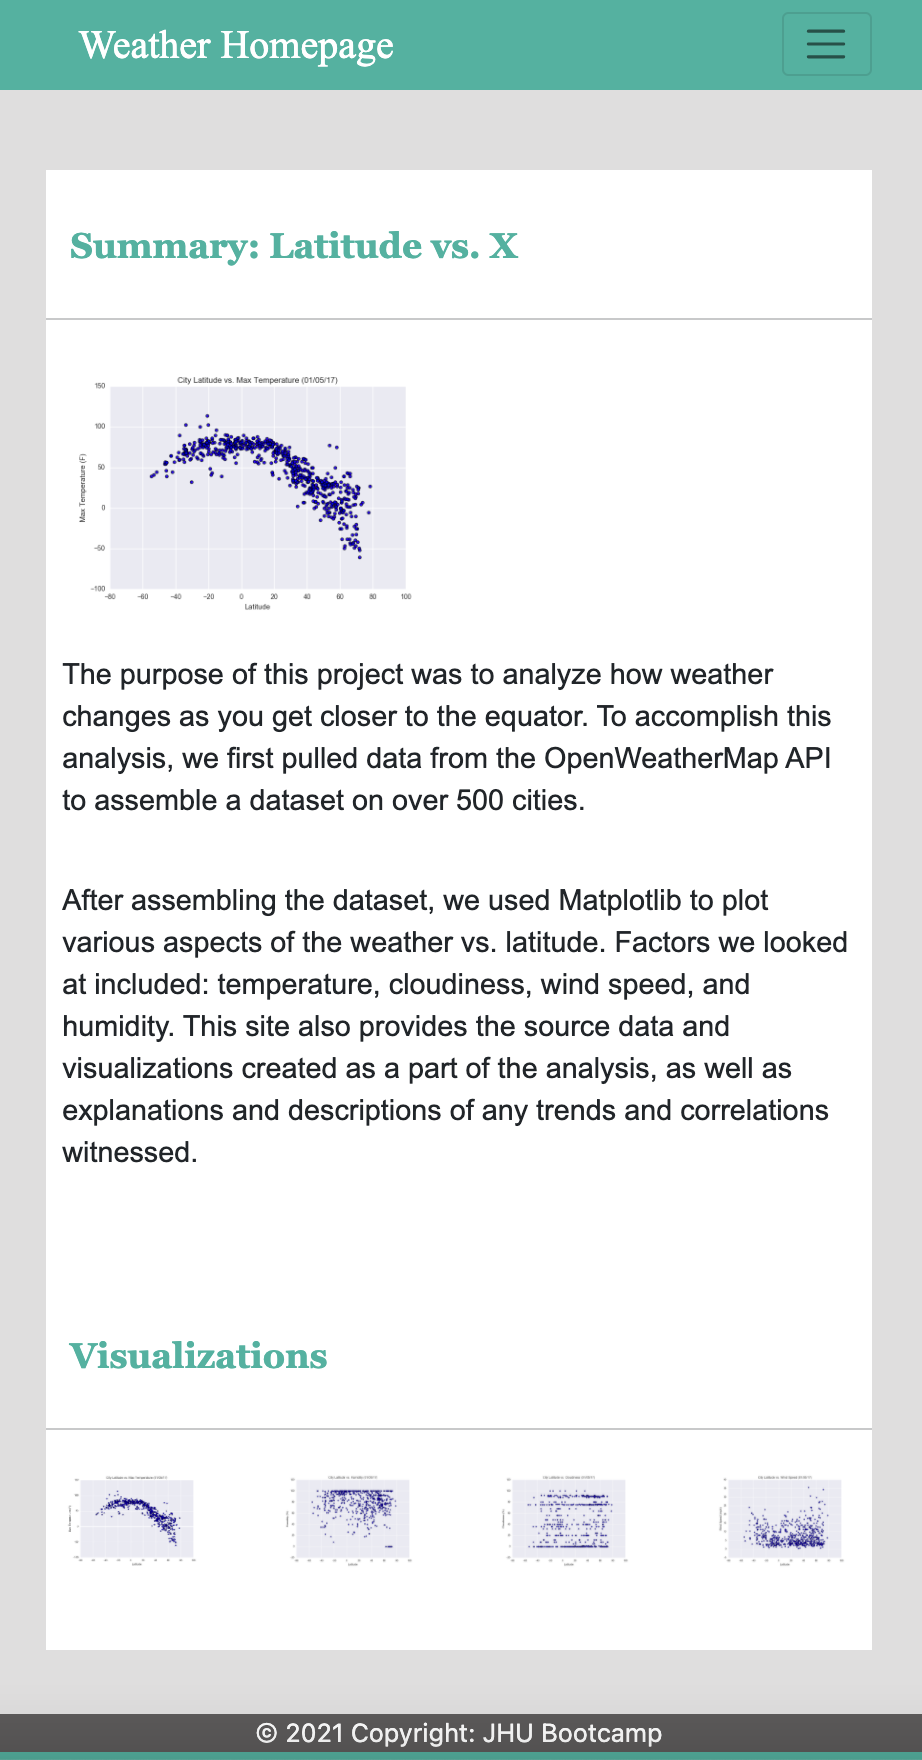 Weather Homepage
Summary: Latitude vs. X
City Latitude vs. Max Temperature (01/05/17)
150
100
50
0
−50
−100
Max Temperature (F)
−80 −60 −40 −20 0 20 40 60 80 100
Latitude
The purpose of this project was to analyze how weather
changes as you get closer to the equator. To accomplish this
analysis, we first pulled data from the OpenWeatherMap API
to assemble a dataset on over 500 cities.
After assembling the dataset, we used Matplotlib to plot
various aspects of the weather vs. latitude. Factors we looked
at included: temperature, cloudiness, wind speed, and
humidity. This site also provides the source data and
visualizations created as a part of the analysis, as well as
explanations and descriptions of any trends and correlations
witnessed.
Visualizations
© 2021 Copyright: JHU Bootcamp